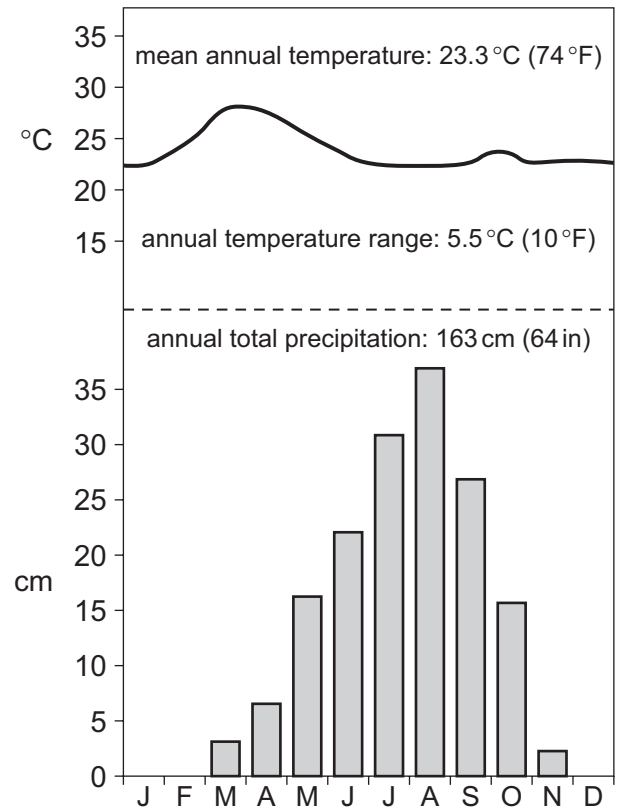 35
mean annual temperature: 23.3 °C (74 °F)
30
°C
25
20
15
annual temperature range: 5.5 °C (10 °F)
annual total precipitation: 163 cm (64 in)
35
30
25
20
cm
15
10
5
0
J F M A M J J A S O N D